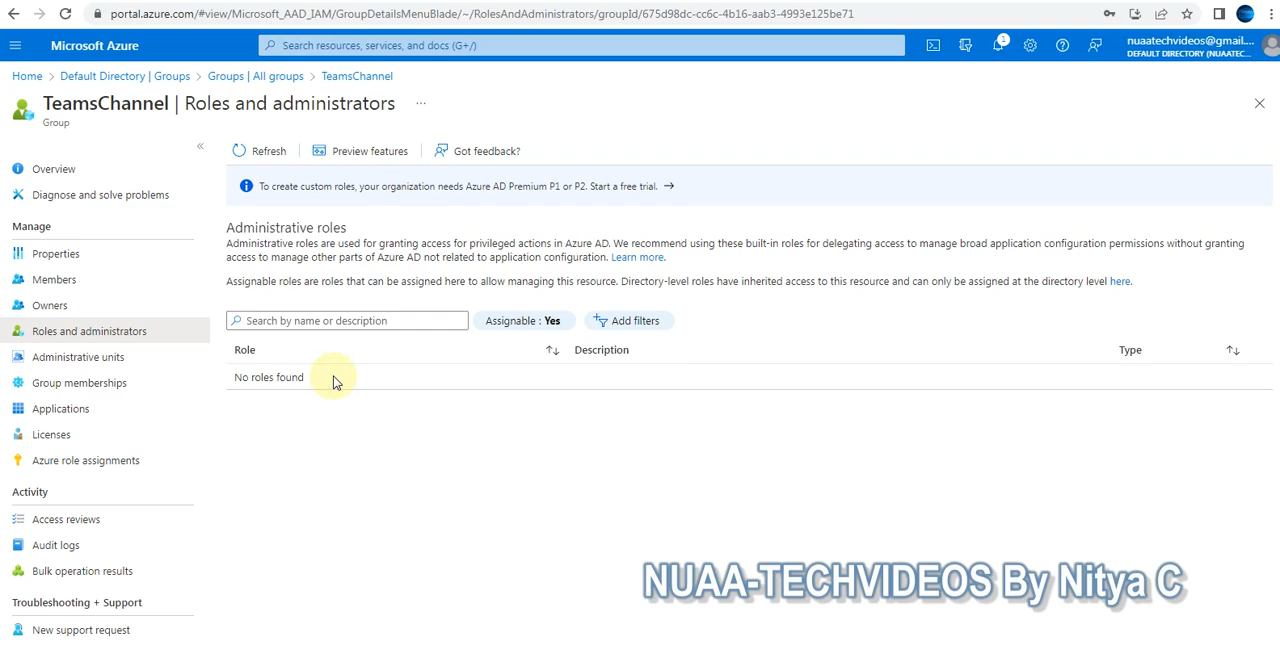 portal.azure.com/#view/Microsoft_AAD_IAM/GroupDetailsMenuBlade/~/RolesAndAdministrators/groupId/675d98dc-cc6c-4b16-aab3-4993e125be71
Microsoft Azure
Search resources, services, and docs (G+/)
1
nuaatechvideos@gmail....
DEFAULT DIRECTORY (NUAATEC...
Home > Default Directory | Groups > Groups | All groups > TeamsChannel
TeamsChannel | Roles and administrators ...
Group
«
Overview
Diagnose and solve problems
Manage
Properties
Members
Owners
Roles and administrators
Administrative units
Group memberships
Applications
Licenses
Azure role assignments
Activity
Access reviews
Audit logs
Bulk operation results
Troubleshooting + Support
New support request
Refresh | Preview features | Got feedback?
To create custom roles, your organization needs Azure AD Premium P1 or P2. Start a free trial. →
Administrative roles
Administrative roles are used for granting access for privileged actions in Azure AD. We recommend using these built-in roles for delegating access to manage broad application configuration permissions without granting
access to manage other parts of Azure AD not related to application configuration. Learn more.
Assignable roles are roles that can be assigned here to allow managing this resource. Directory-level roles have inherited access to this resource and can only be assigned at the directory level here.
Search by name or description
Assignable : Yes
Add filters
Role Description Type
No roles found
NUAA-TECHVIDEOS By Nitya C